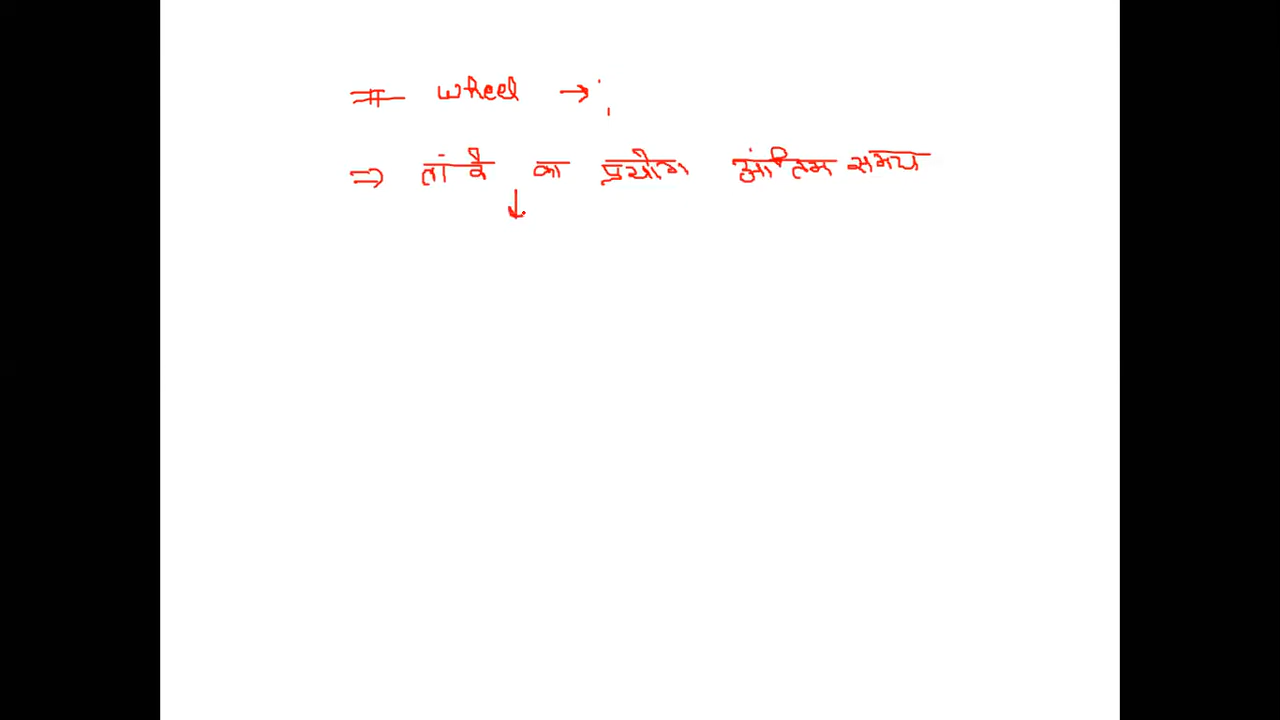 # wheel →
⇒ तांबे का प्रयोग अंतिम समय
↓